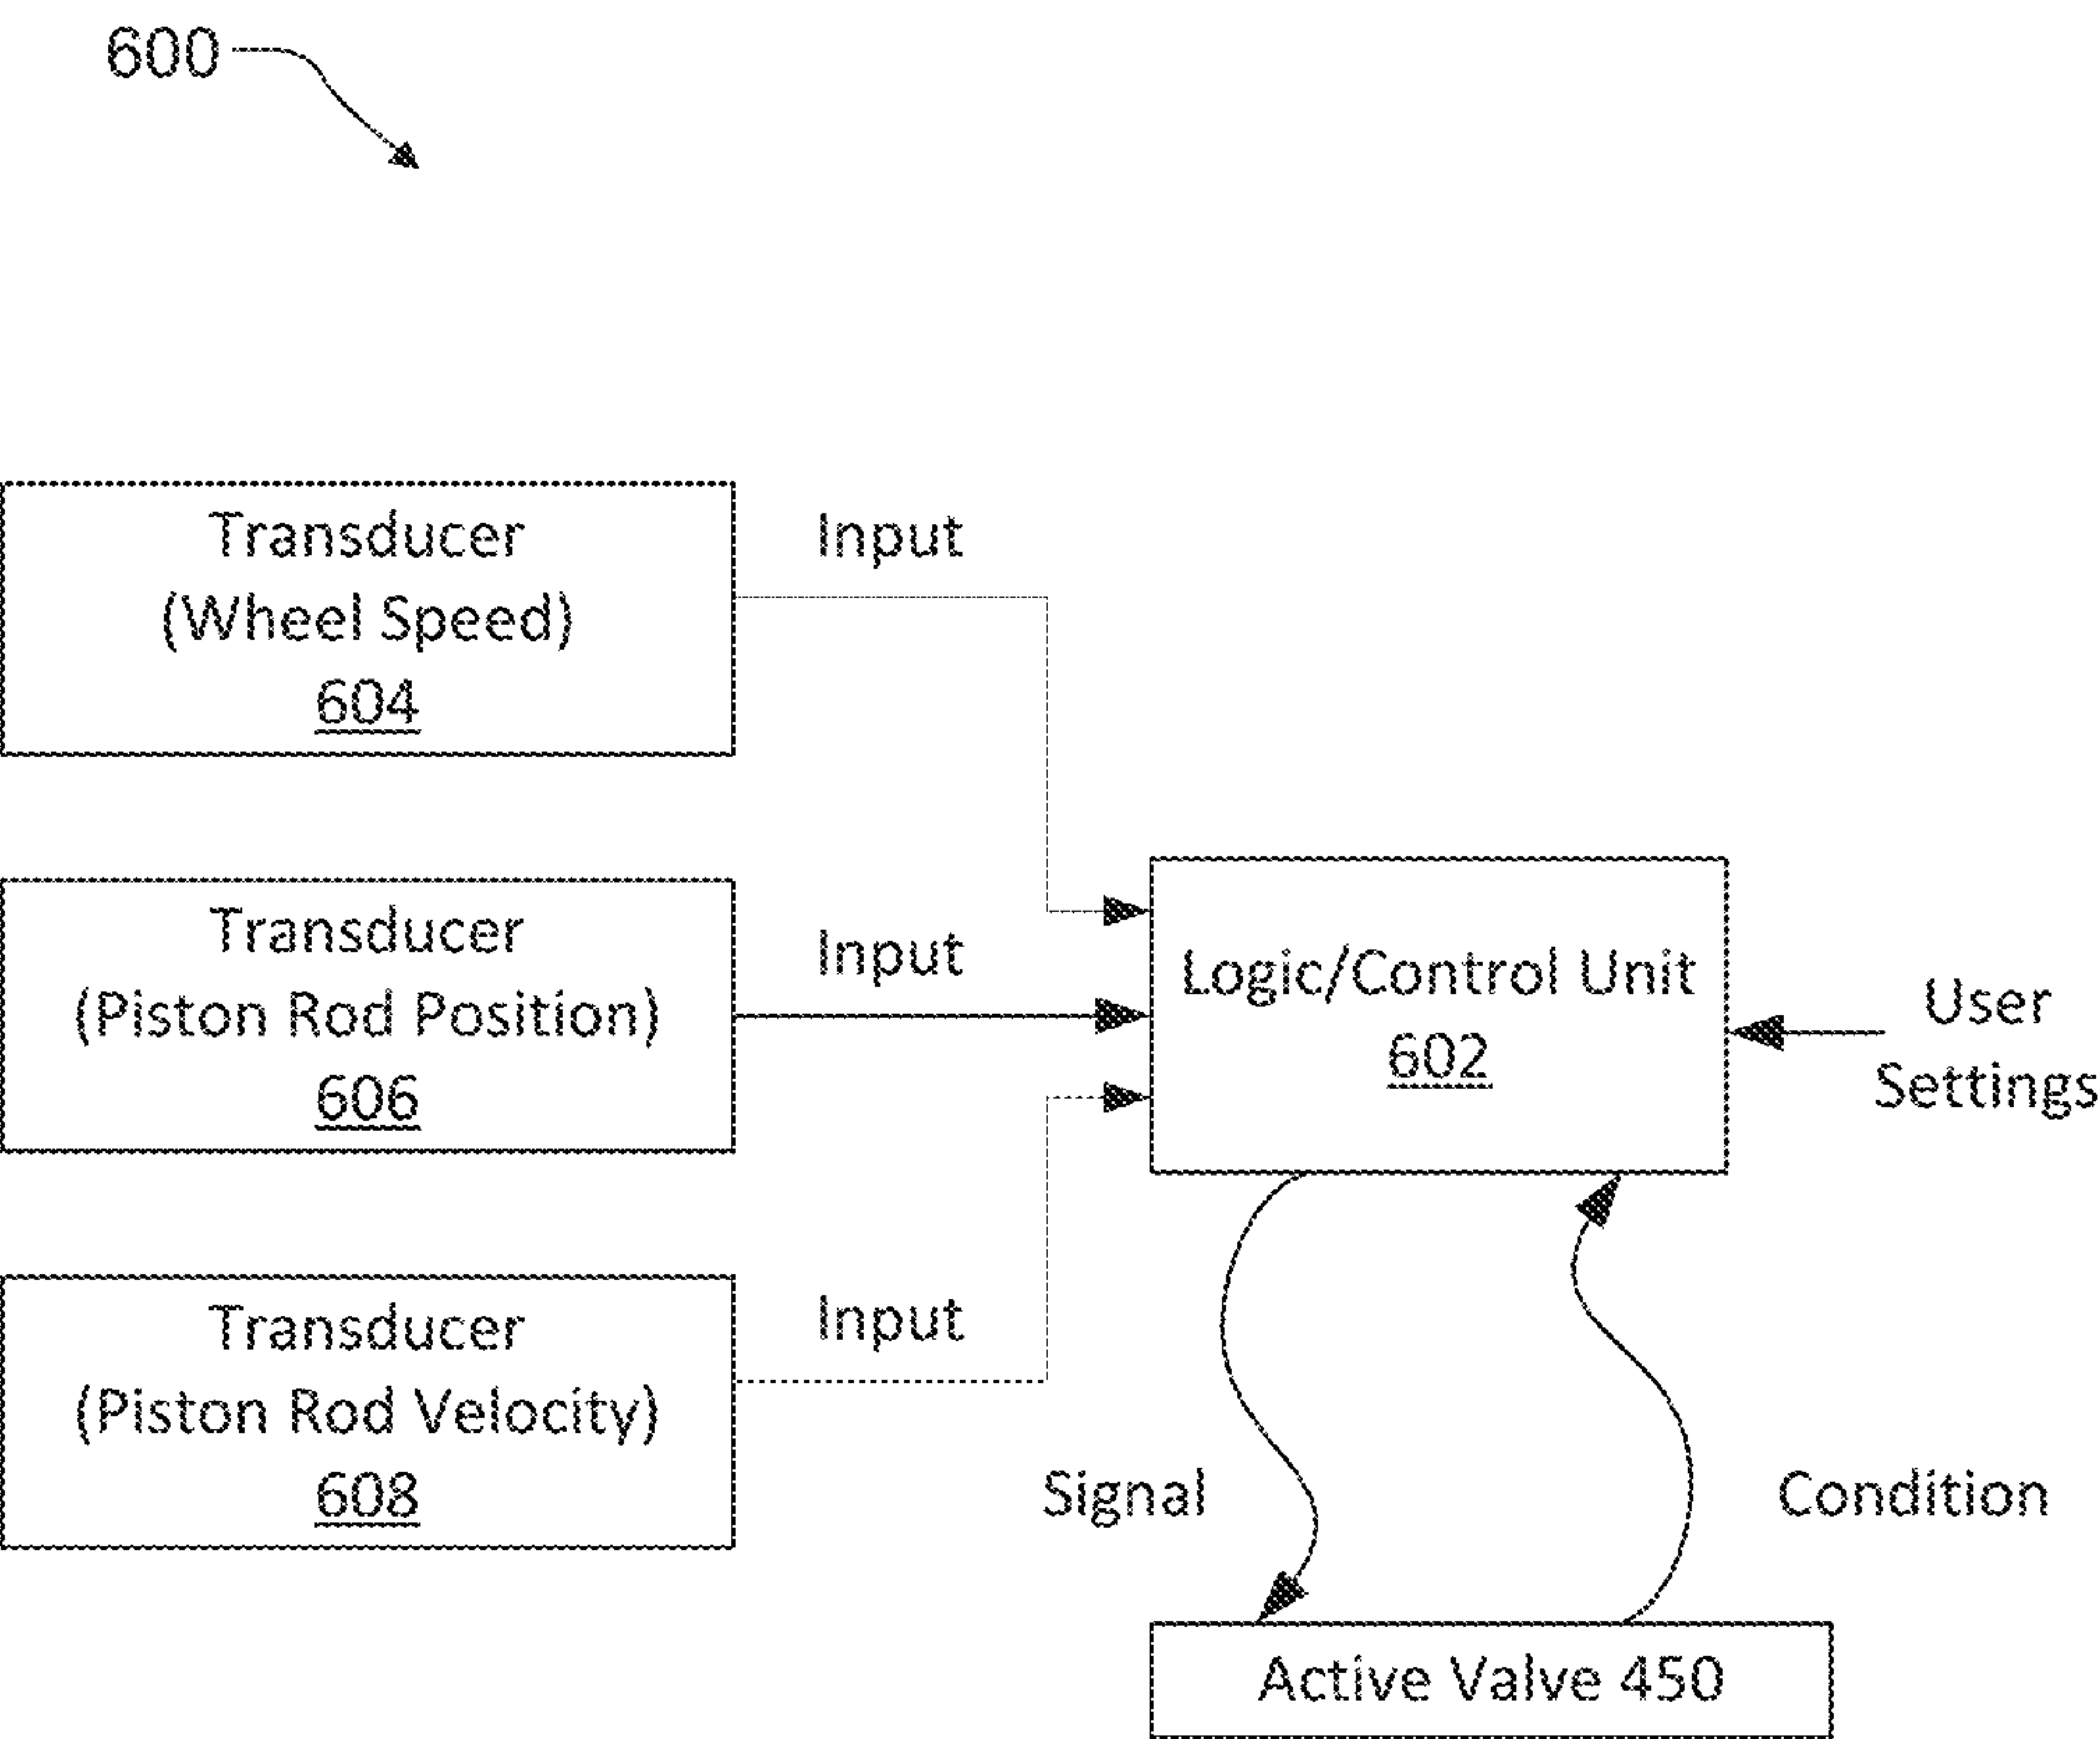 600
Transducer
(Wheel Speed)
604
Input
Transducer
(Piston Rod Position)
606
Input
Logic/Control Unit
602
User
Settings
Transducer
(Piston Rod Velocity)
608
Input
Signal
Condition
Active Valve 450